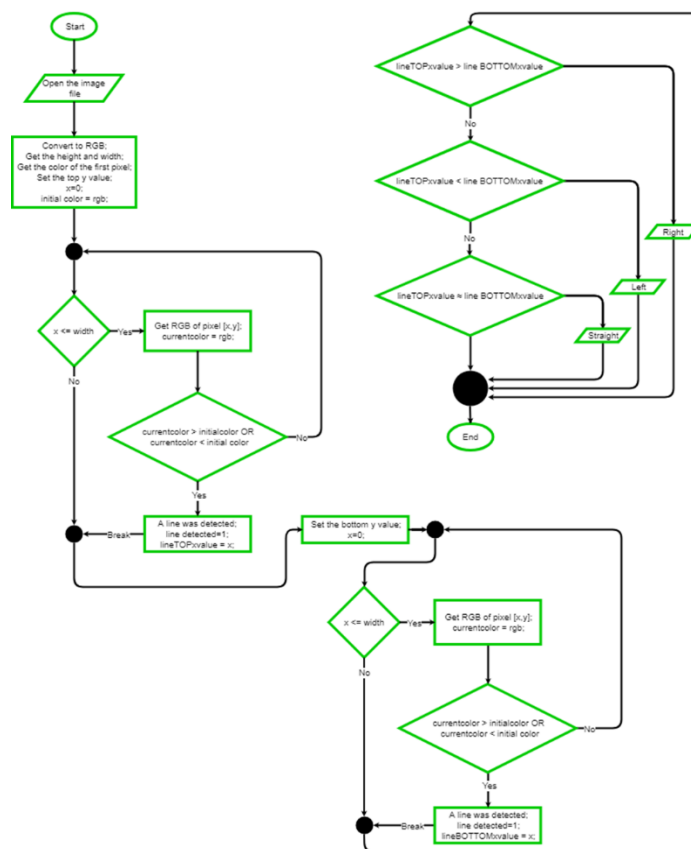 Start
Open the image
file
Convert to RGB;
Get the height and width;
Get the color of the first pixel;
Set the top y value;
x=0;
initial color = rgb;
x <= width
Yes
Get RGB of pixel [x,y];
currentcolor = rgb;
No
currentcolor > initialcolor OR
currentcolor < initial color
No
Yes
A line was detected;
line detected=1;
lineTOPxvalue = x;
Break
Set the bottom y value;
x=0;
x <= width
Yes
Get RGB of pixel [x,y];
currentcolor = rgb;
No
currentcolor > initialcolor OR
currentcolor < initial color
No
Yes
A line was detected;
line detected=1;
lineBOTTOMxvalue = x;
Break
lineTOPxvalue > line BOTTOMxvalue
No
lineTOPxvalue < line BOTTOMxvalue
Right
No
Left
lineTOPxvalue ≈ line BOTTOMxvalue
Straight
End